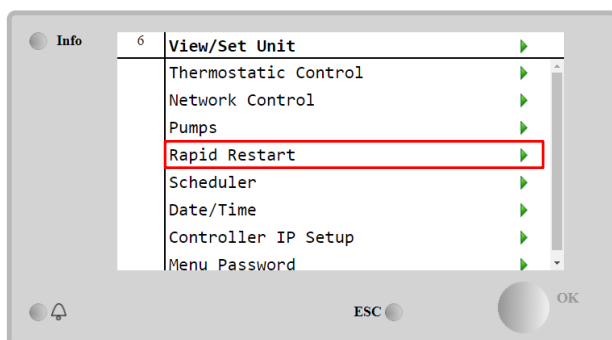 Info
6 View/Set Unit
Thermostatic Control
Network Control
Pumps
Rapid Restart
Scheduler
Date/Time
Controller IP Setup
Menu Password
ESC
OK